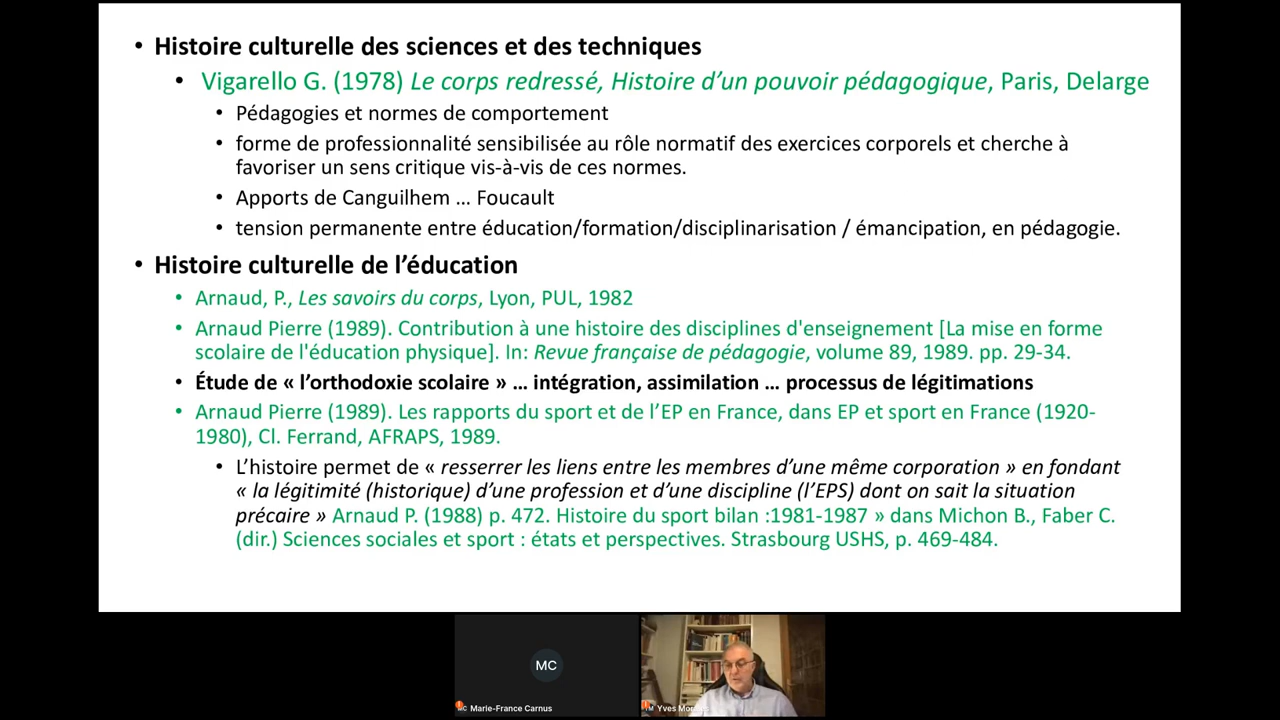 • Histoire culturelle des sciences et des techniques
• Vigarello G. (1978) Le corps redressé, Histoire d’un pouvoir pédagogique, Paris, Delarge
• Pédagogies et normes de comportement
• forme de professionnalité sensibilisée au rôle normatif des exercices corporels et cherche à
favoriser un sens critique vis-à-vis de ces normes.
• Apports de Canguilhem … Foucault
• tension permanente entre éducation/formation/disciplinarisation / émancipation, en pédagogie.
• Histoire culturelle de l’éducation
• Arnaud, P., Les savoirs du corps, Lyon, PUL, 1982
• Arnaud Pierre (1989). Contribution à une histoire des disciplines d'enseignement [La mise en forme
scolaire de l'éducation physique]. In: Revue française de pédagogie, volume 89, 1989. pp. 29-34.
• Étude de « l’orthodoxie scolaire » … intégration, assimilation … processus de légitimations
• Arnaud Pierre (1989). Les rapports du sport et de l’EP en France, dans EP et sport en France (1920-
1980), Cl. Ferrand, AFRAPS, 1989.
• L’histoire permet de « resserrer les liens entre les membres d’une même corporation » en fondant
« la légitimité (historique) d’une profession et d’une discipline (l’EPS) dont on sait la situation
précaire » Arnaud P. (1988) p. 472. Histoire du sport bilan :1981-1987 » dans Michon B., Faber C.
(dir.) Sciences sociales et sport : états et perspectives. Strasbourg USHS, p. 469-484.
MC
Marie-France Carnus
Yves